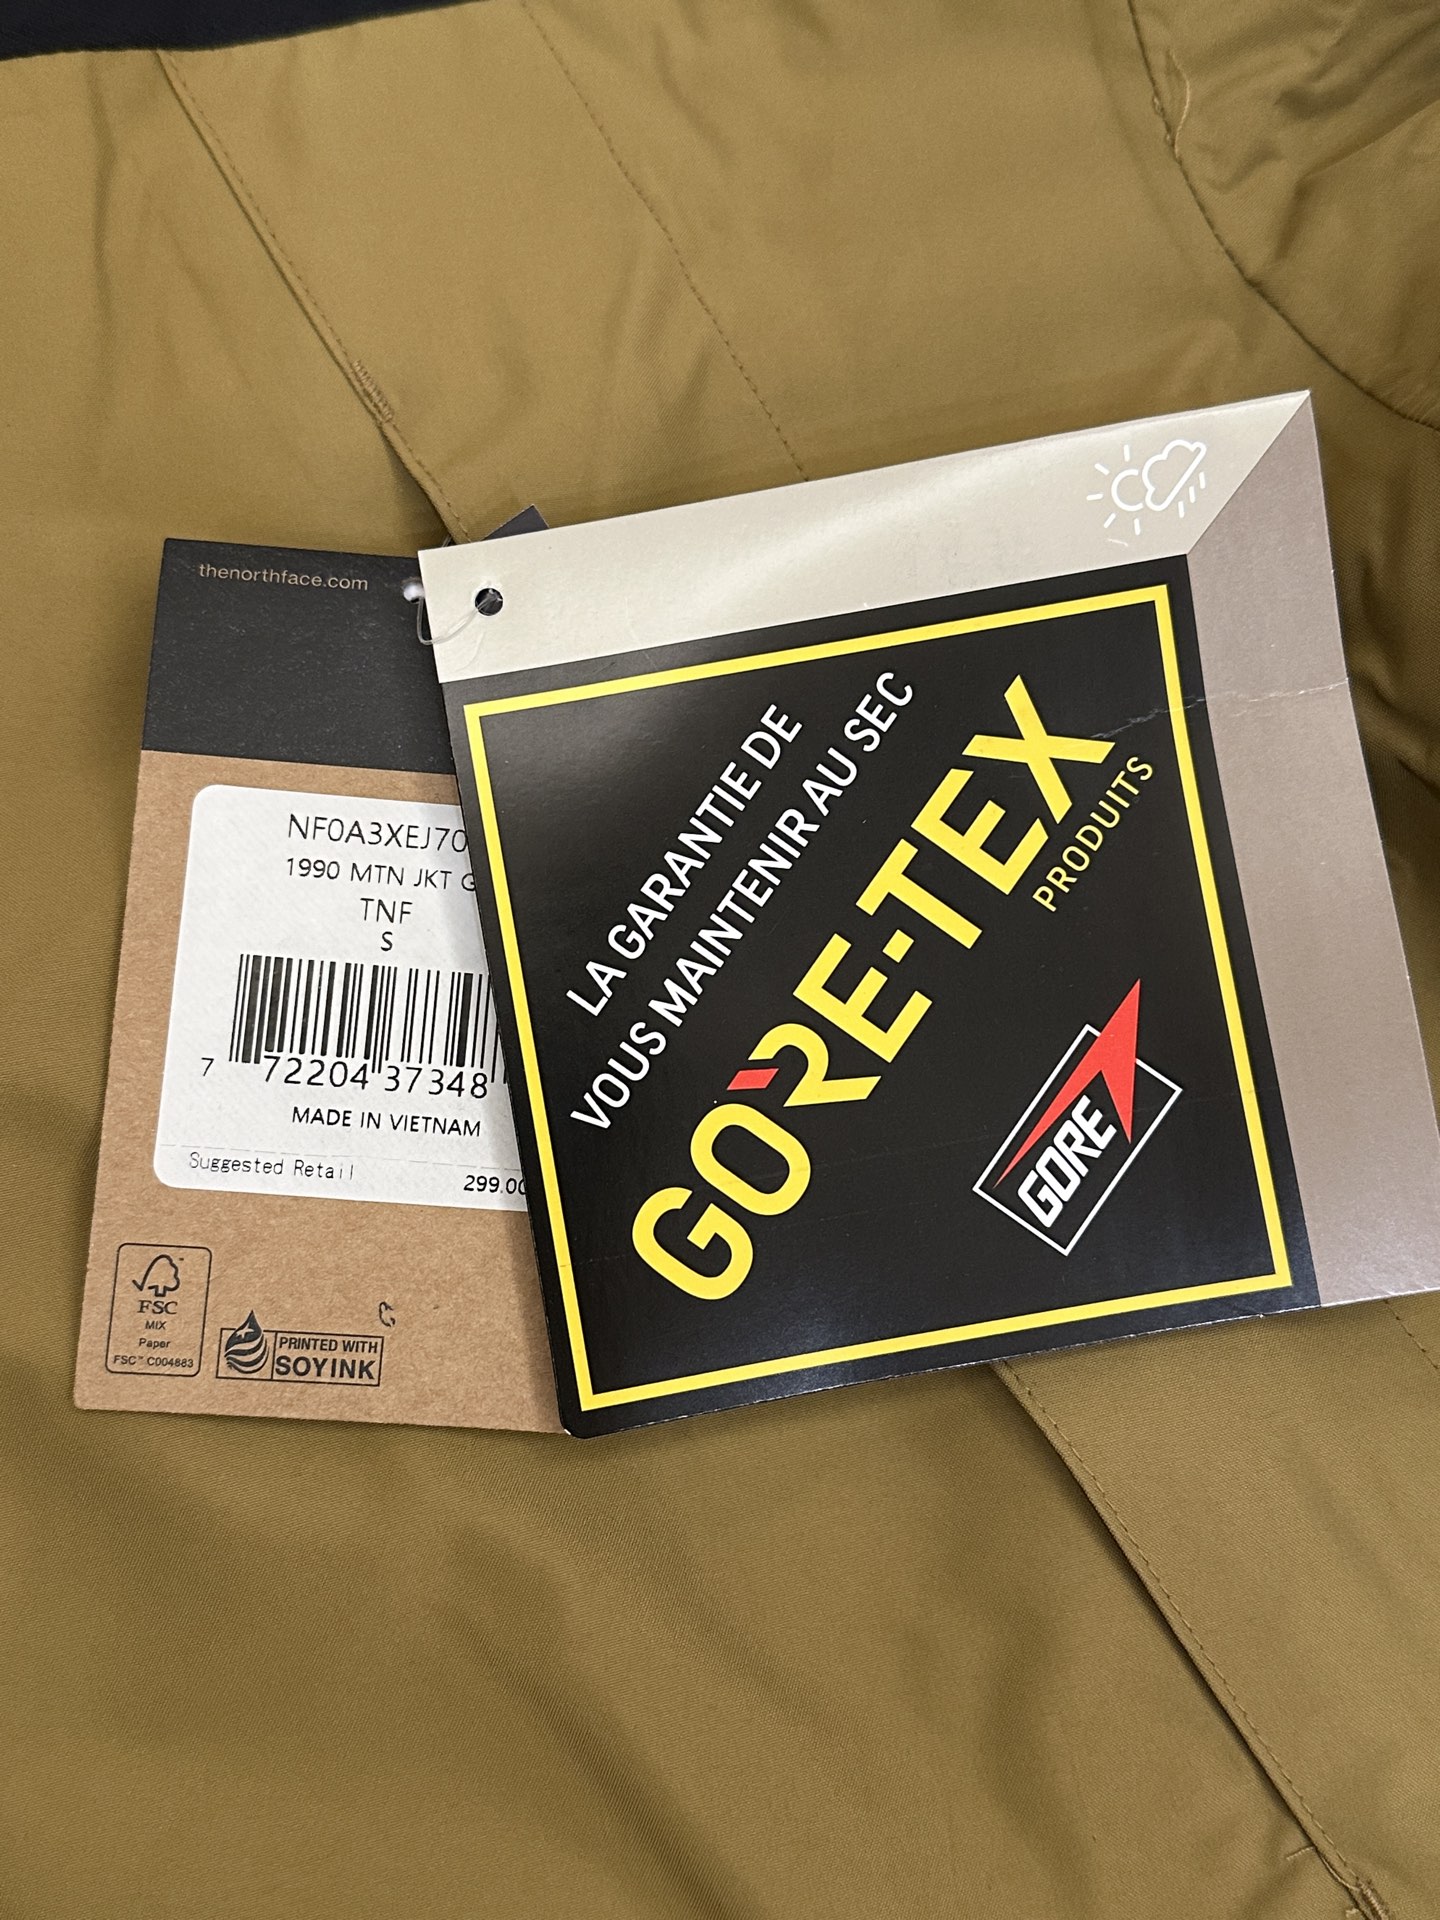 thenorthface.com
NF0A3XEJ70
1990 MTN JKT G
TNF
S
7 72204 37348
MADE IN VIETNAM
Suggested Retail
299.00
FSC
MIX
Paper
FSC™ C004883
PRINTED WITH
SOYINK
LA GARANTIE DE
VOUS MAINTENIR AU SEC
GORE-TEX
PRODUITS
GORE